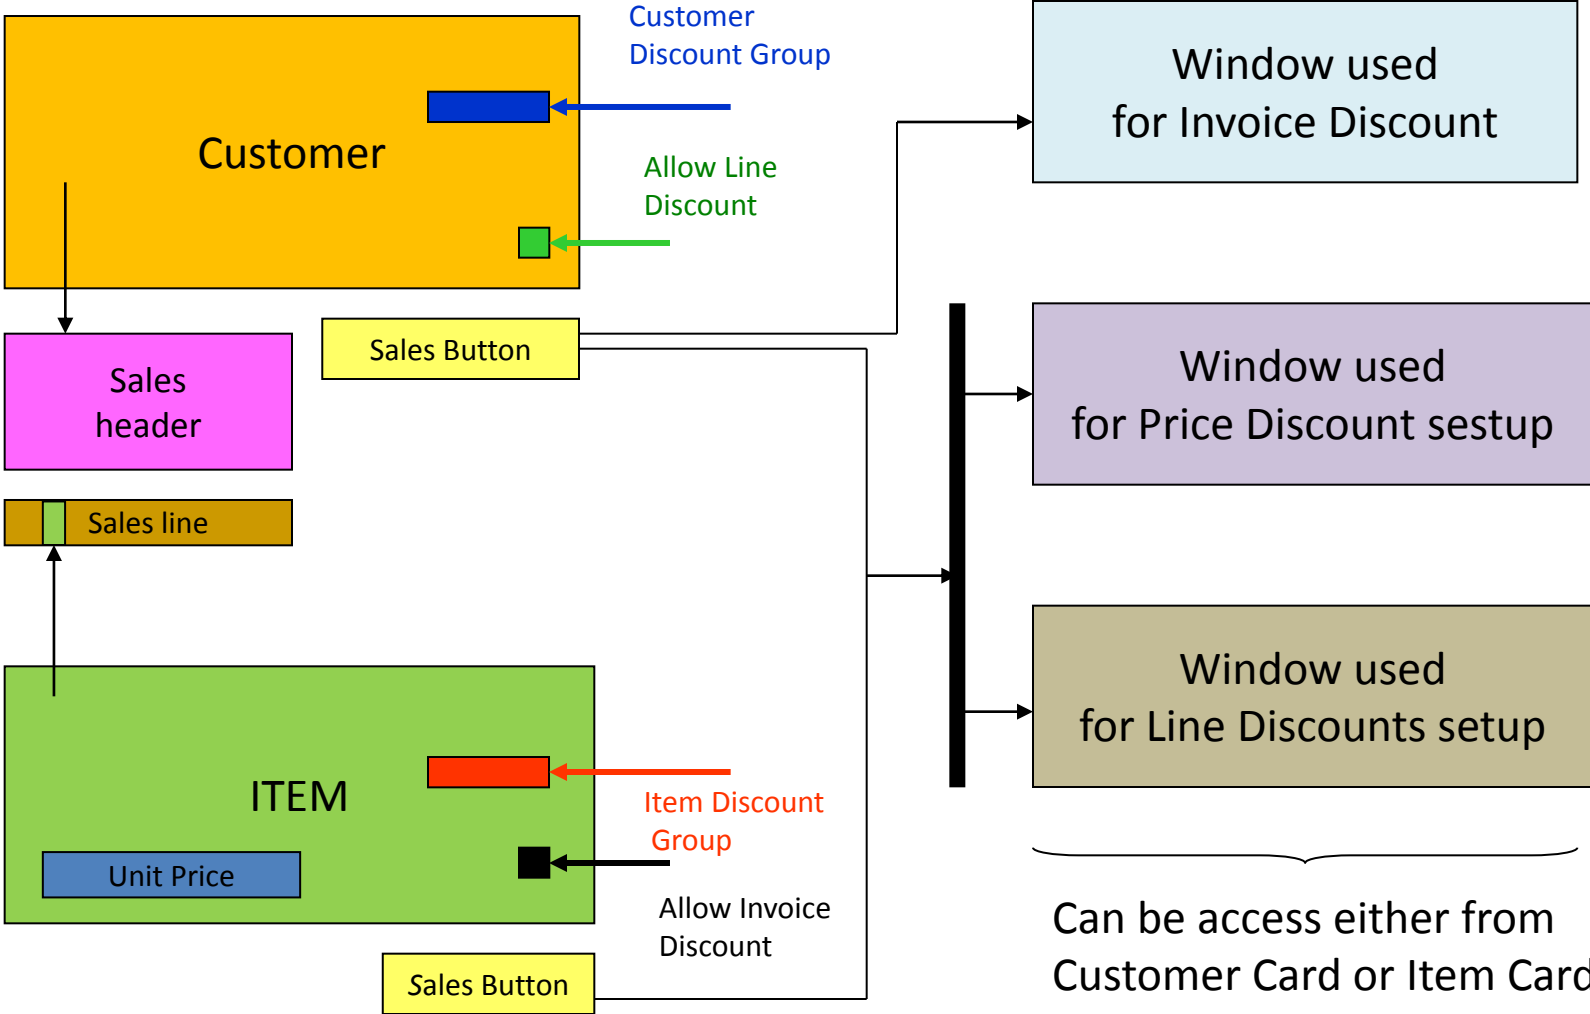 Customer
Discount Group
Window used
for Invoice Discount
Customer
Allow Line
Discount
Sales Button
Window used
for Price Discount sestup
Sales
header
Sales line
Window used
for Line Discounts setup
ITEM
Item Discount
Group
Unit Price
Allow Invoice
Discount
Can be access either from
Customer Card or Item Card
Sales Button